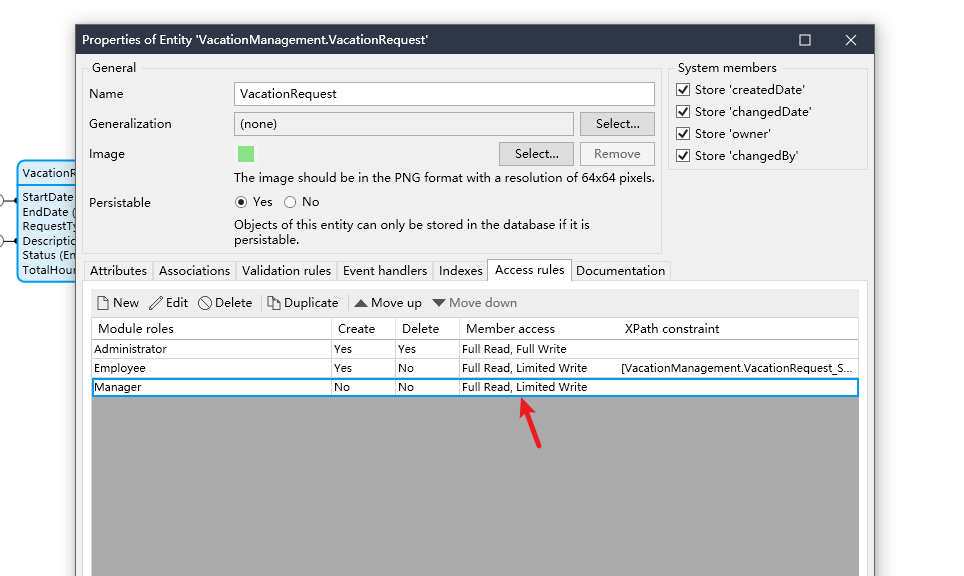 Properties of Entity 'VacationManagement.VacationRequest'
General
Name
VacationRequest
Generalization
(none)
Select...
Image
Select...
Remove
The image should be in the PNG format with a resolution of 64x64 pixels.
Persistable
Yes
No
Objects of this entity can only be stored in the database if it is
persistable.
System members
Store 'createdDate'
Store 'changedDate'
Store 'owner'
Store 'changedBy'
VacationR
StartDate
EndDate (
RequestTy
Descriptio
Status (En
TotalHour
Attributes
Associations
Validation rules
Event handlers
Indexes
Access rules
Documentation
New
Edit
Delete
Duplicate
Move up
Move down
Module roles Create Delete Member access XPath constraint
Administrator Yes Yes Full Read, Full Write
Employee Yes No Full Read, Limited Write [VacationManagement.VacationRequest_S...
Manager No No Full Read, Limited Write